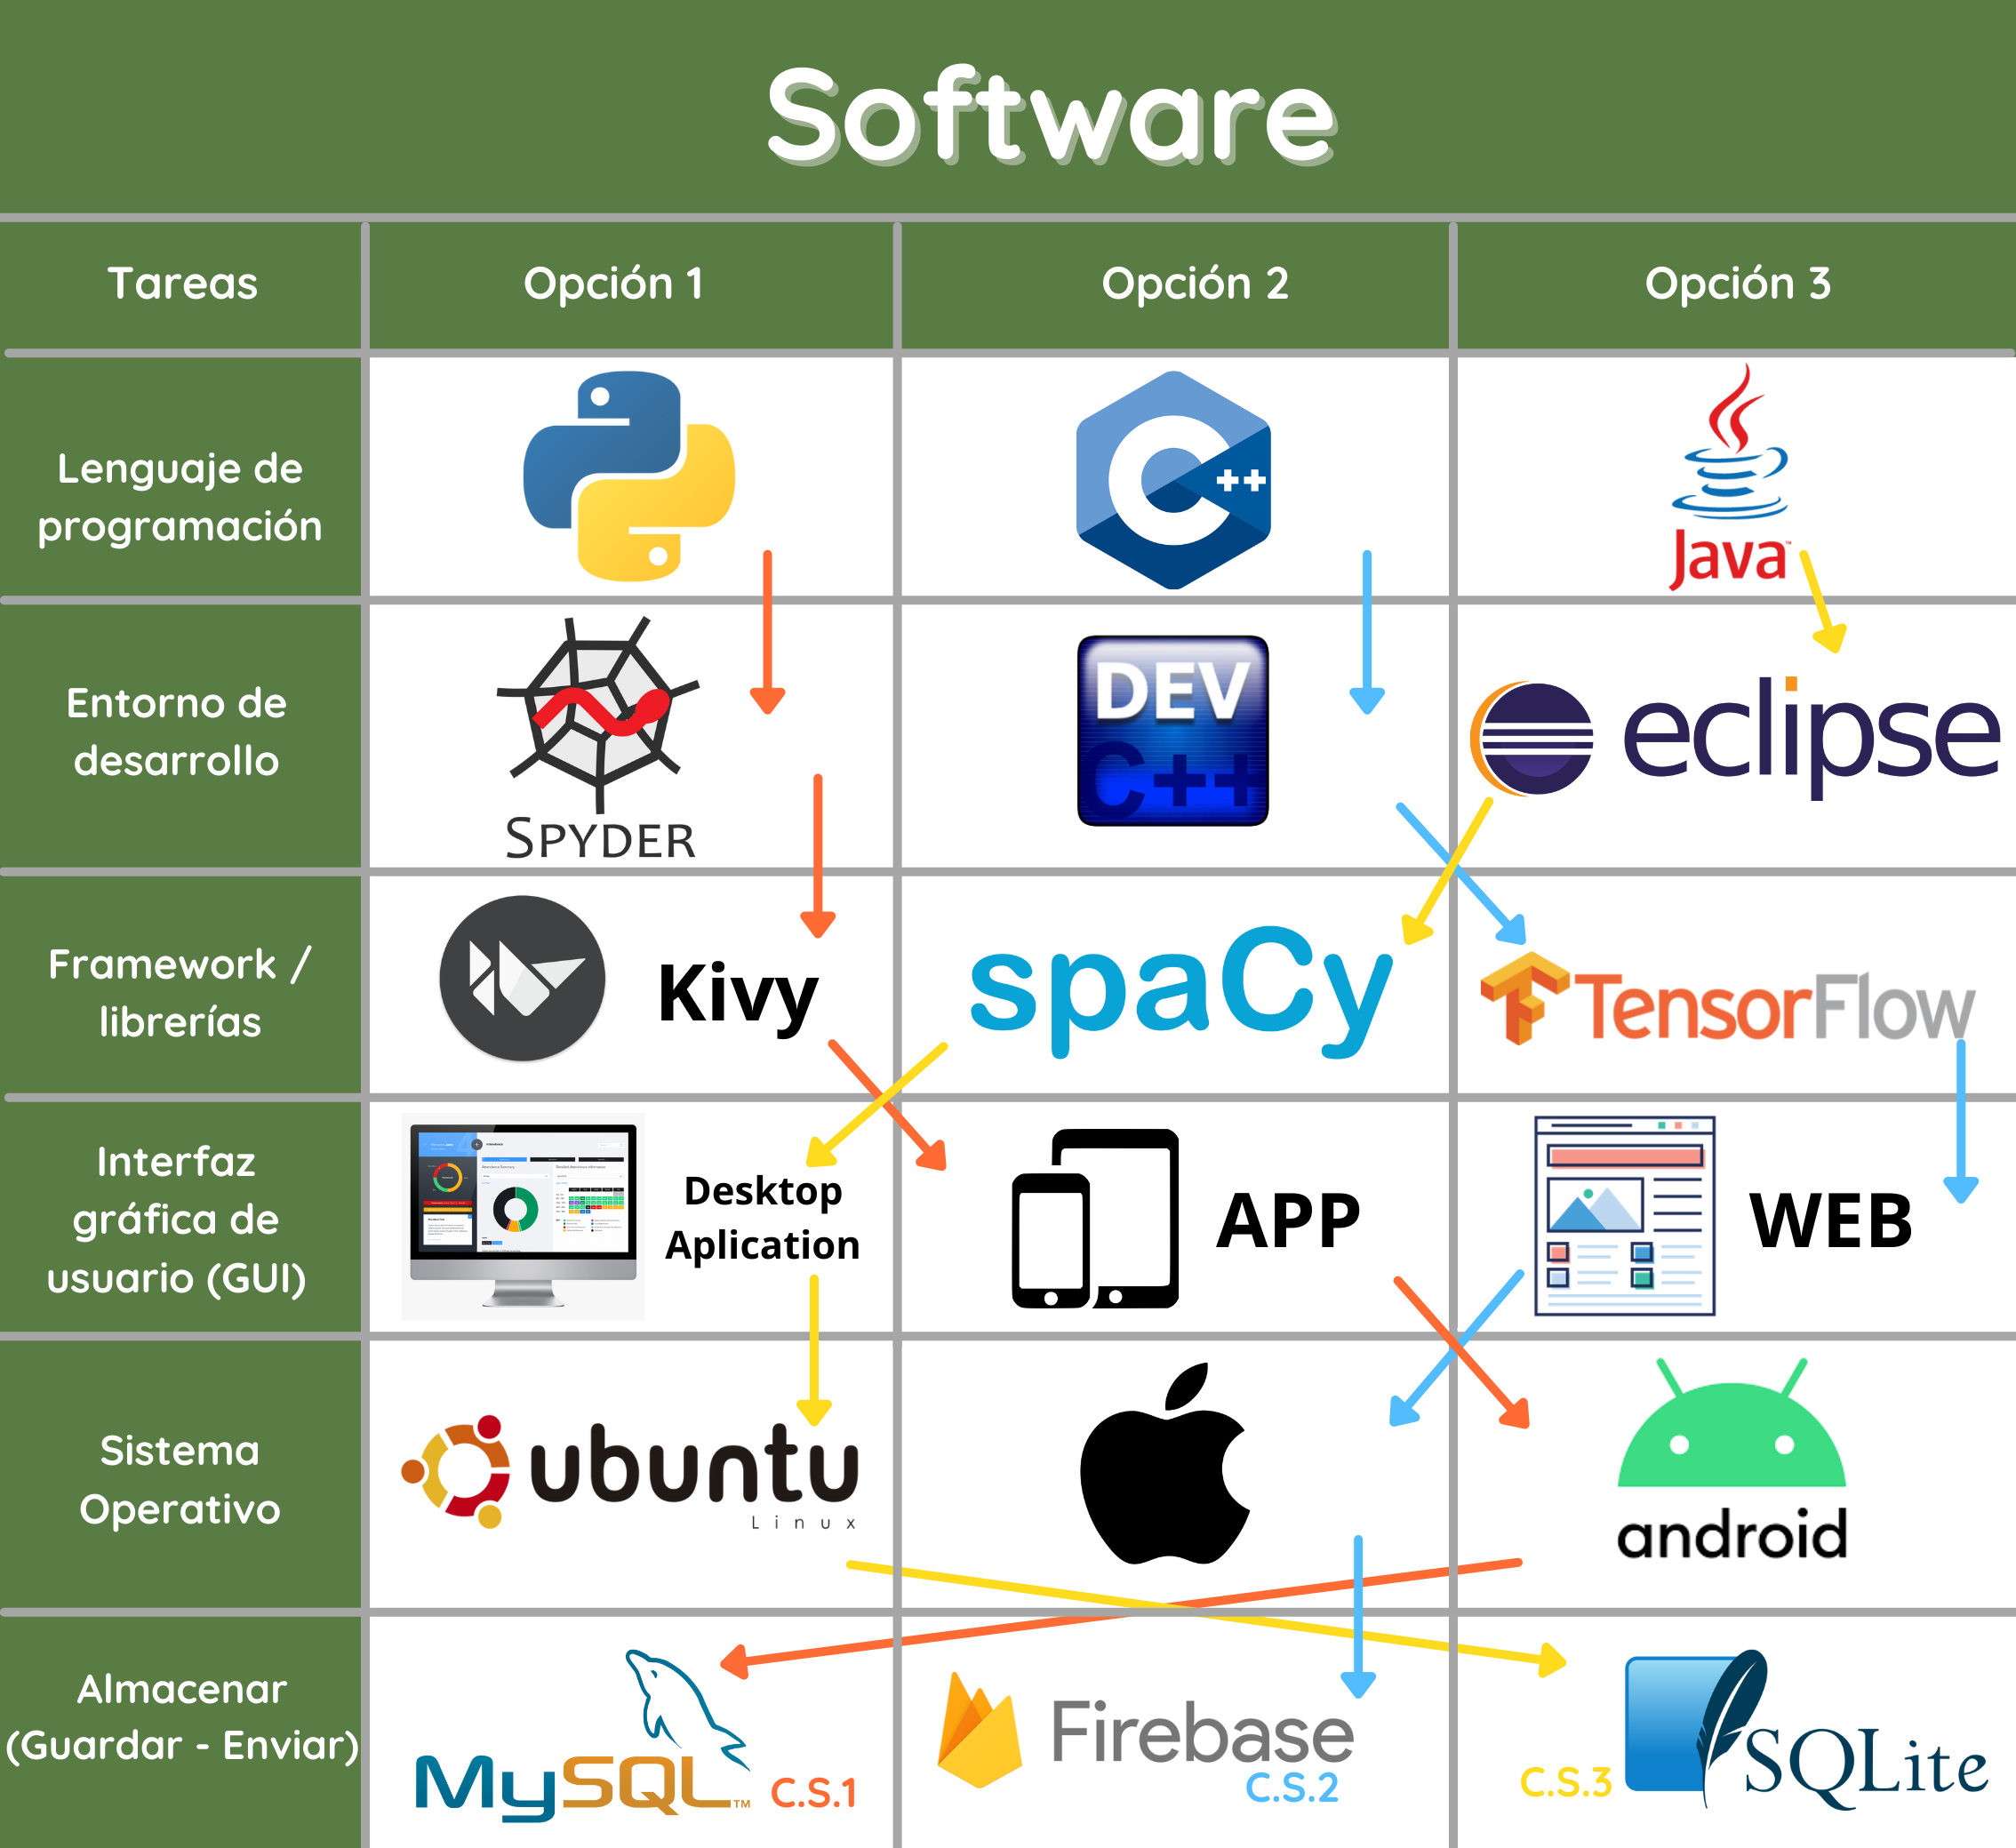 Software
Tareas
Opción 1
Opción 2
Opción 3
Lenguaje de
programación
C ++
Java™
Entorno de
desarrollo
SPYDER
DEV
C++
eclipse
Framework /
librerías
Kivy
spaCy
TensorFlow
Interfaz
gráfica de
usuario (GUI)
Desktop
Aplication
APP
WEB
Sistema
Operativo
ubuntu
Linux
android
Almacenar
(Guardar - Enviar)
MySQL™
C.S.1
Firebase
C.S.2
C.S.3
SQLite